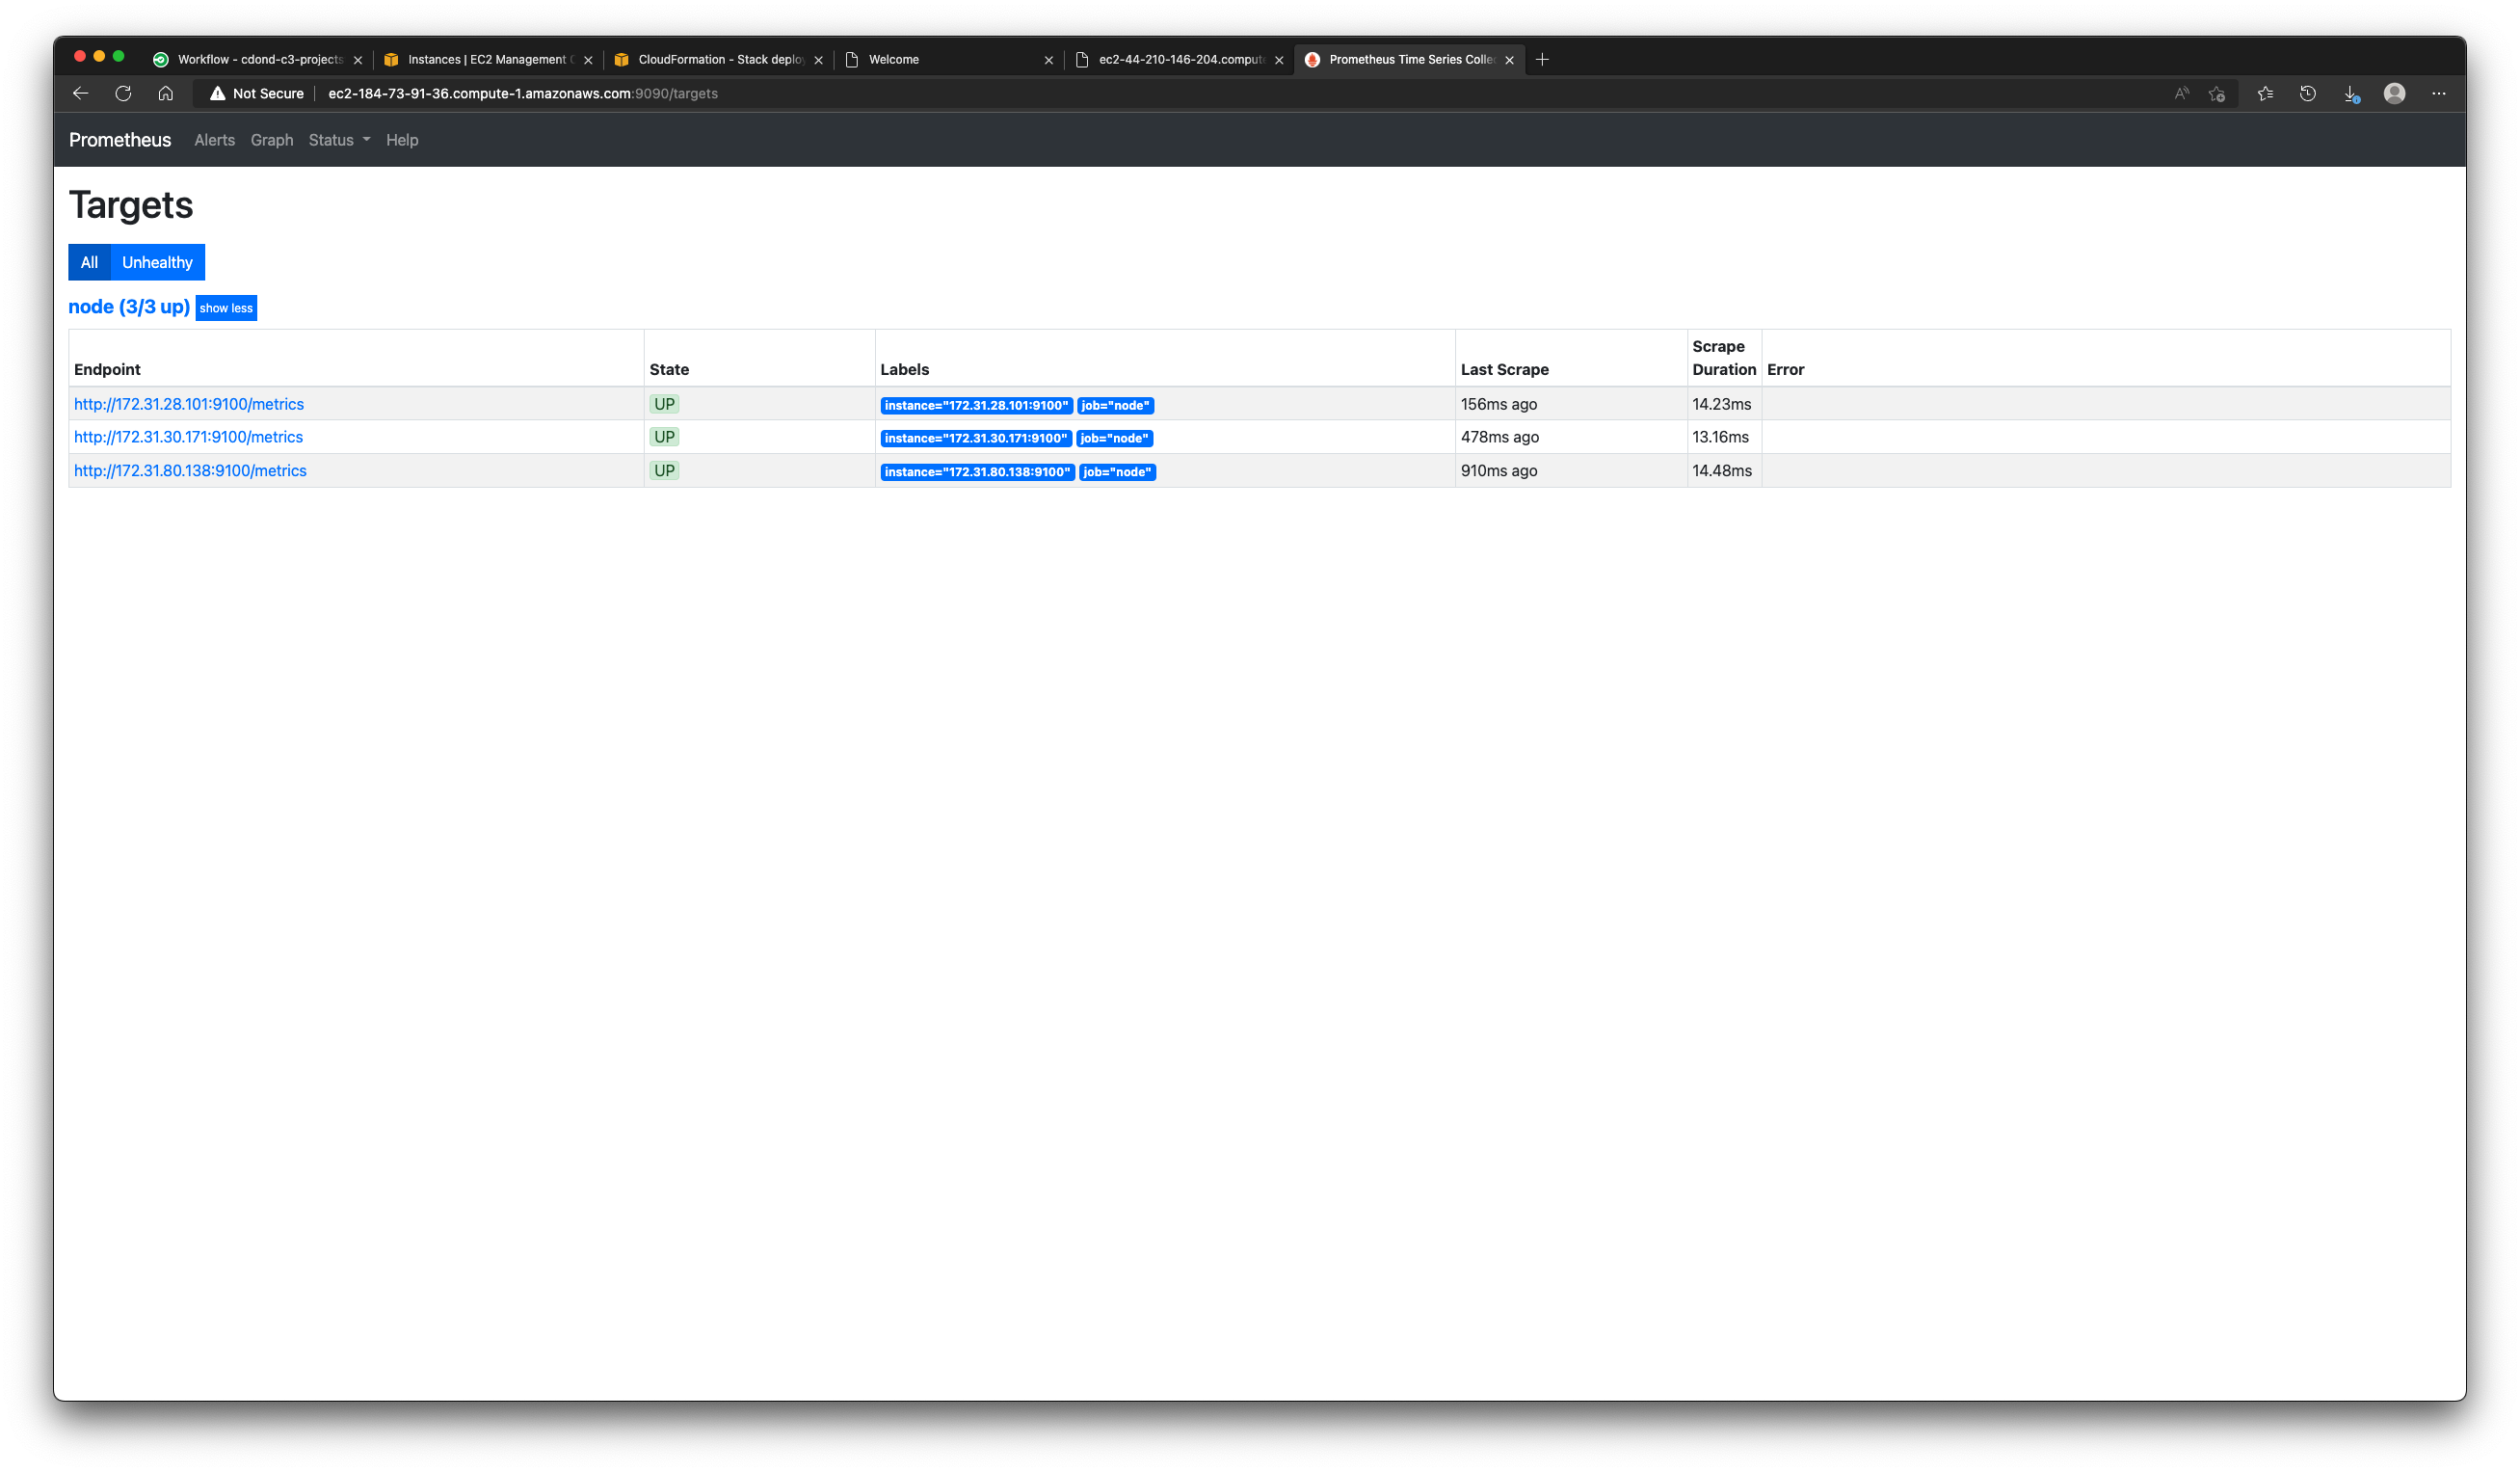 Workflow - cdond-c3-projects
Instances | EC2 Management
CloudFormation - Stack deploy
Welcome
ec2-44-210-146-204.compute
Prometheus Time Series Colle
Not Secure
ec2-184-73-91-36.compute-1.amazonaws.com:9090/targets
Prometheus Alerts Graph Status Help
Targets
All Unhealthy
node (3/3 up) show less
Endpoint State Labels Last Scrape Scrape Duration Error
http://172.31.28.101:9100/metrics UP instance="172.31.28.101:9100" job="node" 156ms ago 14.23ms
http://172.31.30.171:9100/metrics UP instance="172.31.30.171:9100" job="node" 478ms ago 13.16ms
http://172.31.80.138:9100/metrics UP instance="172.31.80.138:9100" job="node" 910ms ago 14.48ms